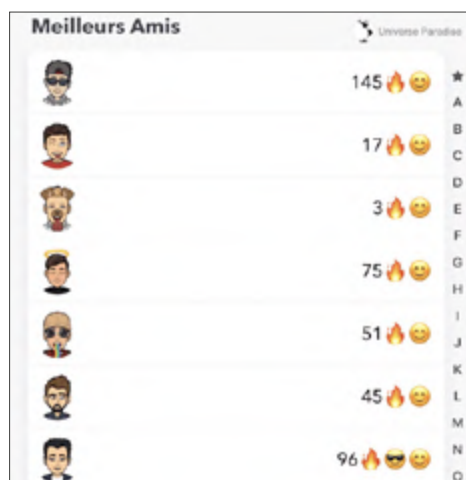 Meilleurs Amis
Universe Paradise
145🔥😊
★
A
17🔥😊
B
C
3🔥😊
D
E
F
75🔥😊
G
H
51🔥😊
I
J
45🔥😊
K
L
M
96🔥😎😊
N
O